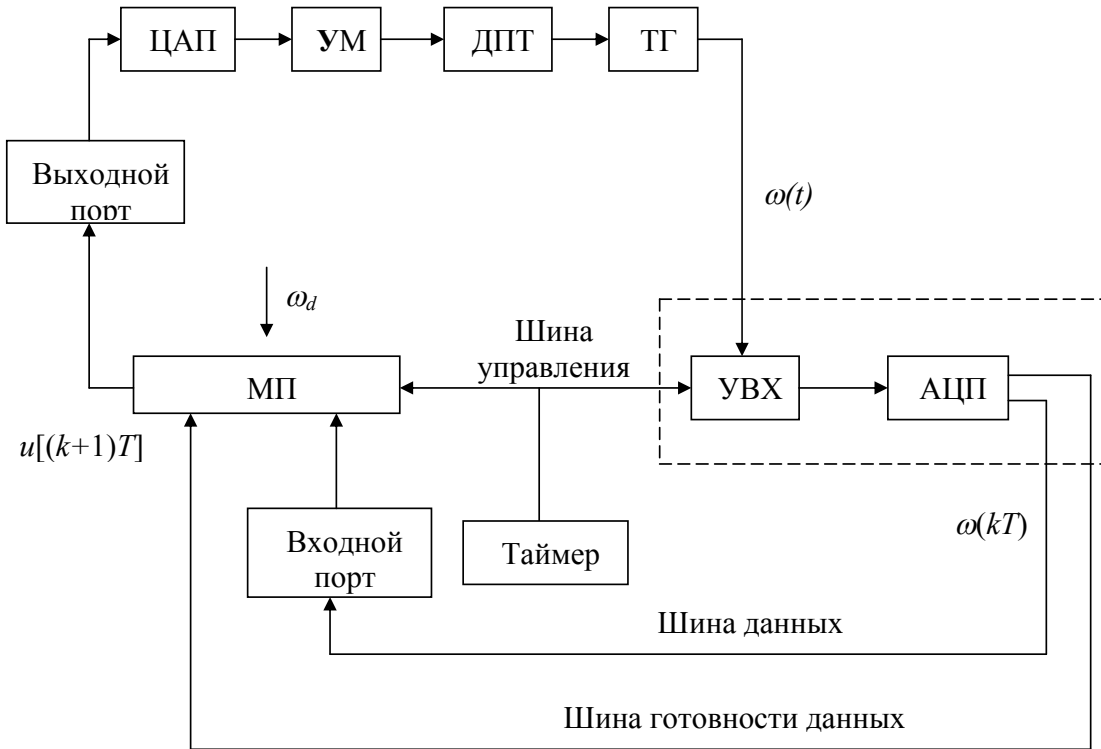 ЦАП
УМ
ДПТ
ТГ
Выходной
порт
ω(t)
ω_d
Шина
управления
МП
УВХ
АЦП
u[(k+1)T]
ω(kT)
Входной
порт
Таймер
Шина данных
Шина готовности данных